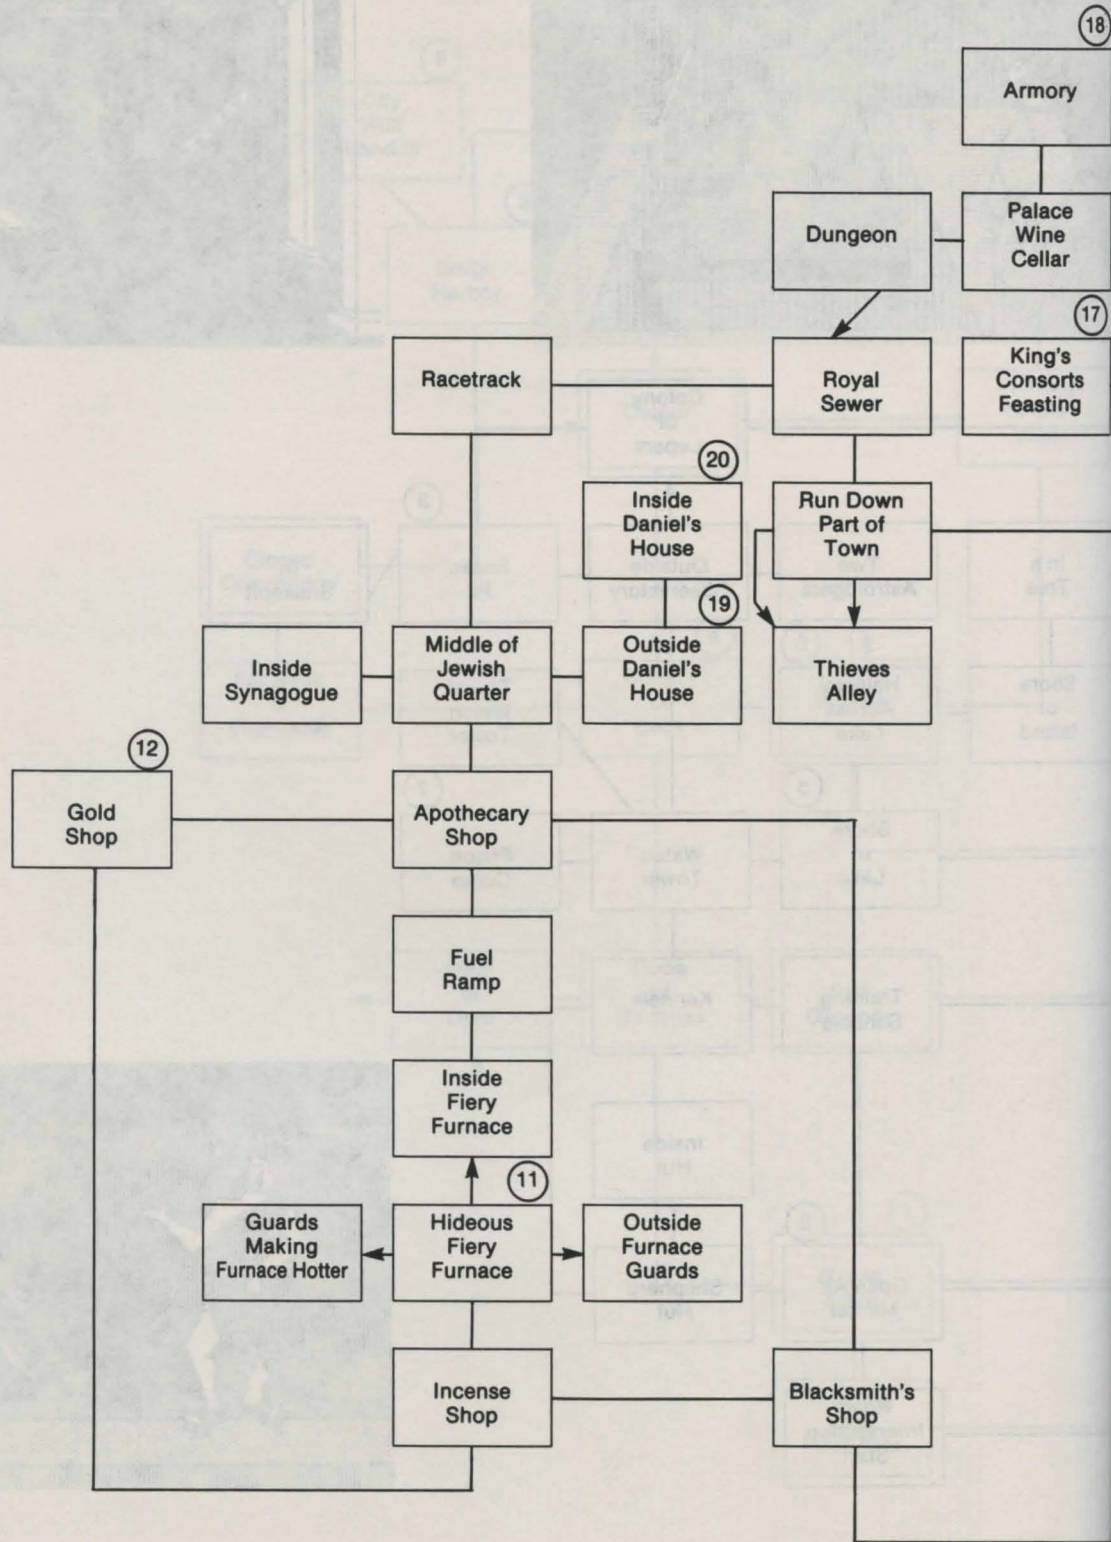 18
Armory
Dungeon
Palace
Wine
Cellar
17
Racetrack
Royal
Sewer
King's
Consorts
Feasting
20
Inside
Daniel's
House
Run Down
Part of
Town
19
Inside
Synagogue
Middle of
Jewish
Quarter
Outside
Daniel's
House
Thieves
Alley
12
Gold
Shop
Apothecary
Shop
Fuel
Ramp
Inside
Fiery
Furnace
11
Guards
Making
Furnace Hotter
Hideous
Fiery
Furnace
Outside
Furnace
Guards
Incense
Shop
Blacksmith's
Shop